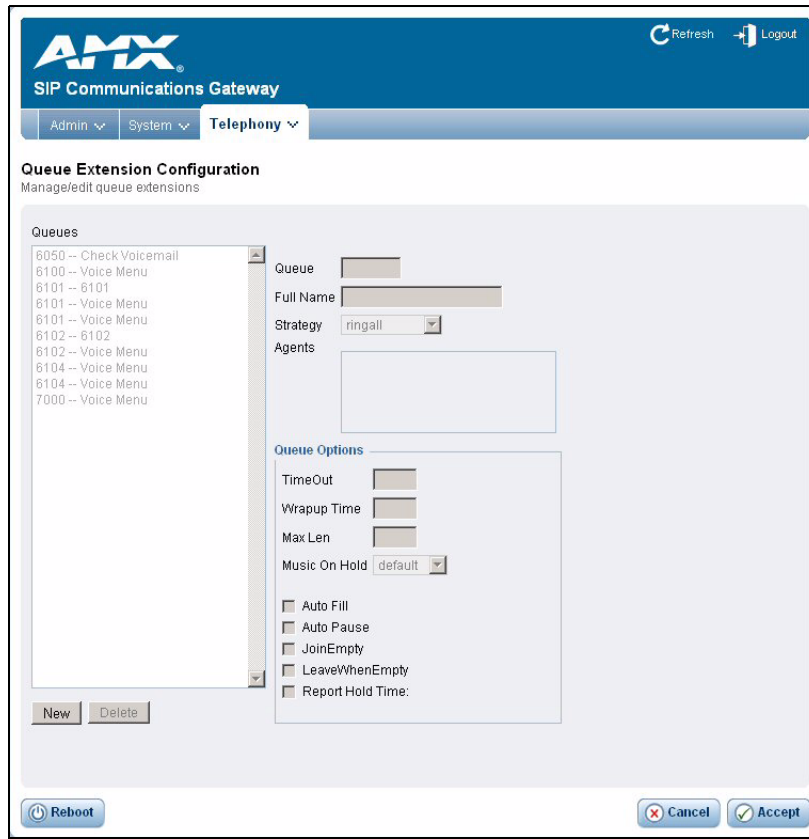 Refresh
Logout
AMX
SIP Communications Gateway
Admin
System
Telephony
Queue Extension Configuration
Manage/edit queue extensions
Queues
6050 -- Check Voicemail
6100 -- Voice Menu
6101 -- 6101
6101 -- Voice Menu
6101 -- Voice Menu
6102 -- 6102
6102 -- Voice Menu
6104 -- Voice Menu
6104 -- Voice Menu
7000 -- Voice Menu
Queue
Full Name
Strategy ringall
Agents
Queue Options
TimeOut
Wrapup Time
Max Len
Music On Hold default
Auto Fill
Auto Pause
JoinEmpty
LeaveWhenEmpty
Report Hold Time:
New Delete
Reboot
Cancel
Accept